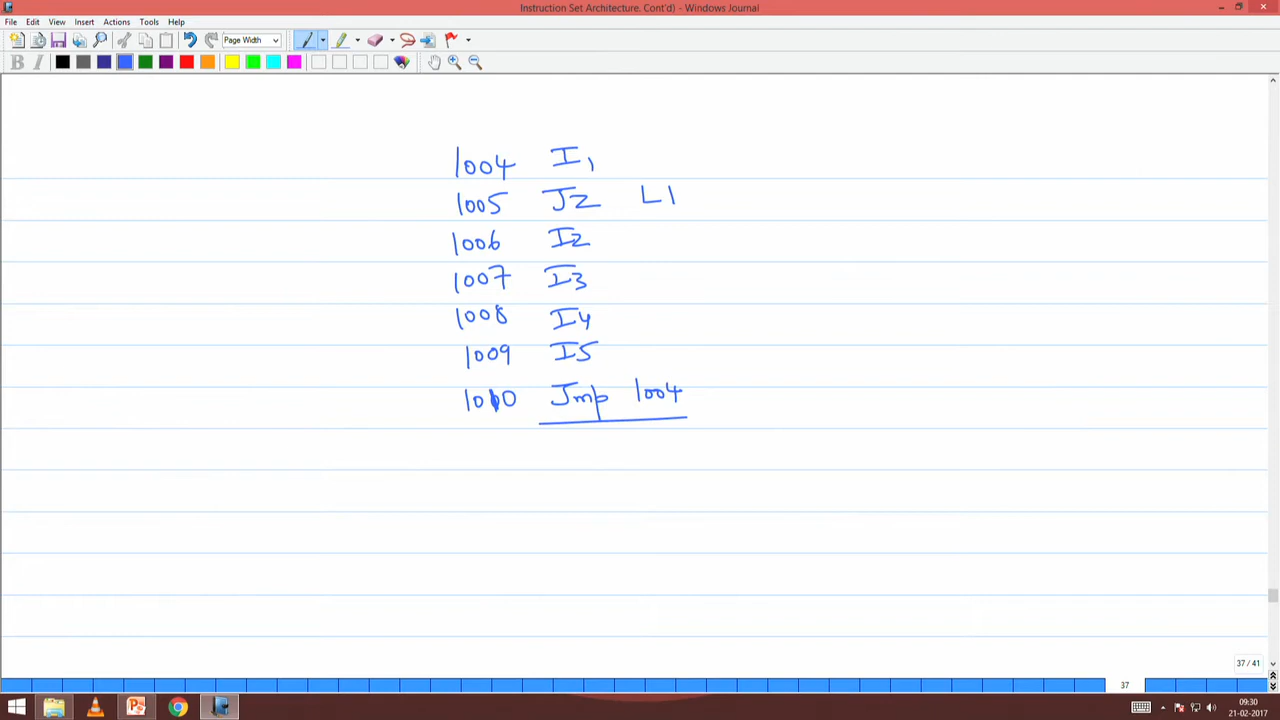 Instruction Set Architecture. Cont'd) - Windows Journal
File Edit View Insert Actions Tools Help
Page Width
B I
1004 I1
1005 JZ L1
1006 I2
1007 I3
1008 I4
1009 I5
1010 Jmp 1004
37 / 41
37
09:30
21-02-2017